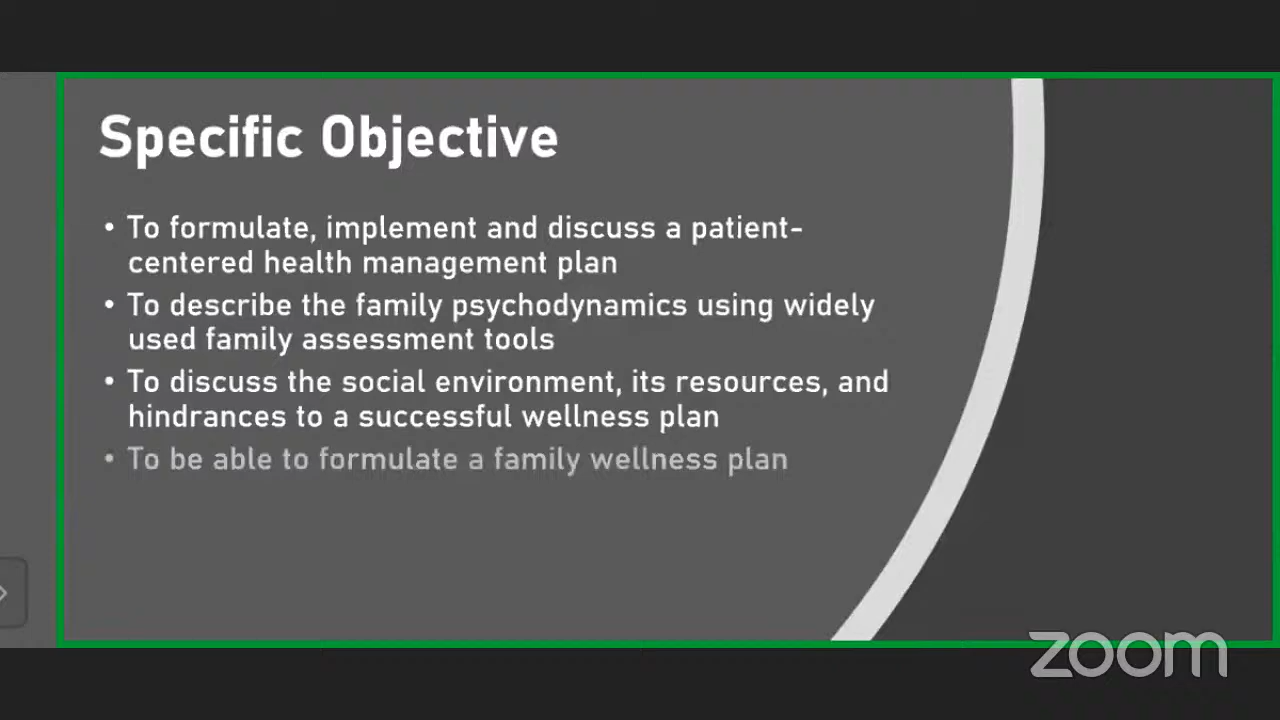 Specific Objective
• To formulate, implement and discuss a patient-
centered health management plan
• To describe the family psychodynamics using widely
used family assessment tools
• To discuss the social environment, its resources, and
hindrances to a successful wellness plan
• To be able to formulate a family wellness plan
zoom